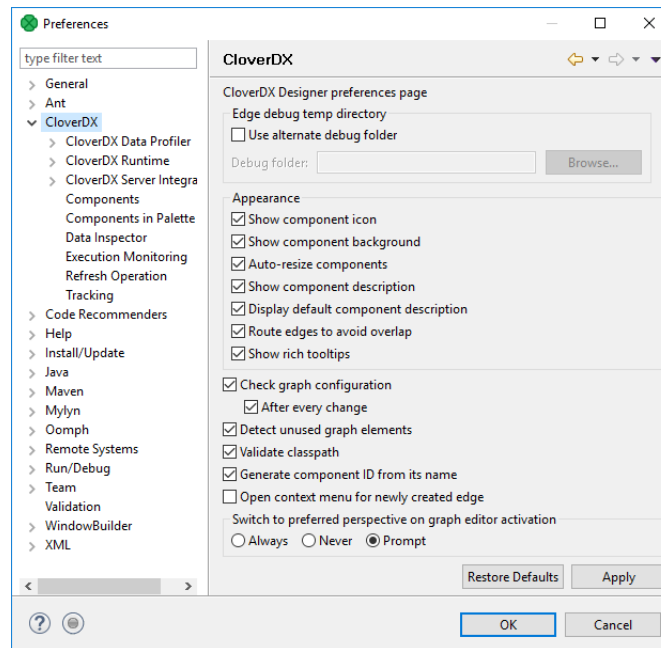 Preferences
type filter text
General
Ant
CloverDX
CloverDX Data Profiler
CloverDX Runtime
CloverDX Server Integra
Components
Components in Palette
Data Inspector
Execution Monitoring
Refresh Operation
Tracking
Code Recommenders
Help
Install/Update
Java
Maven
Mylyn
Oomph
Remote Systems
Run/Debug
Team
Validation
WindowBuilder
XML
CloverDX
CloverDX Designer preferences page
Edge debug temp directory
Use alternate debug folder
Debug folder: Browse...
Appearance
Show component icon
Show component background
Auto-resize components
Show component description
Display default component description
Route edges to avoid overlap
Show rich tooltips
Check graph configuration
After every change
Detect unused graph elements
Validate classpath
Generate component ID from its name
Open context menu for newly created edge
Switch to preferred perspective on graph editor activation
Always Never Prompt
Restore Defaults Apply
OK Cancel